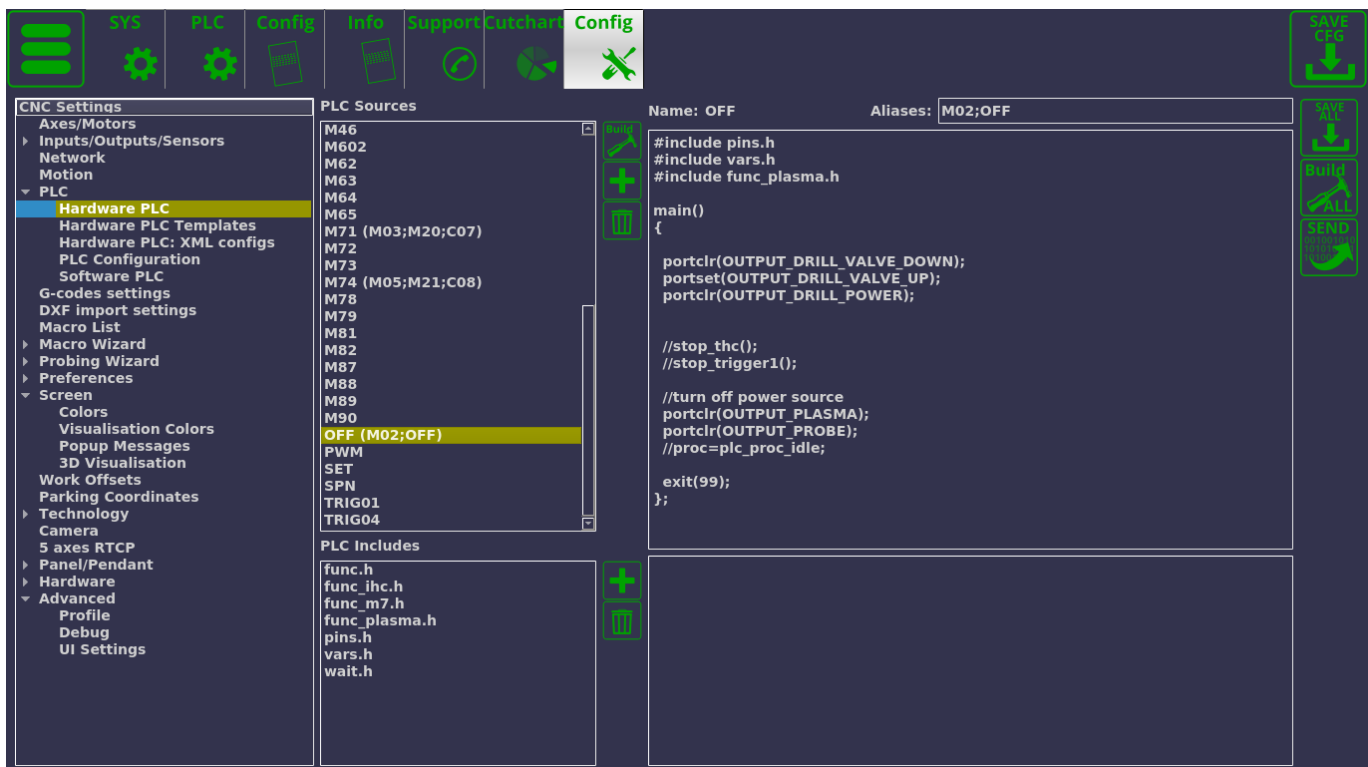 SYS
PLC
Config
Info
Support
Cutchart
Config
SAVE
CFG
CNC Settings
Axes/Motors
Inputs/Outputs/Sensors
Network
Motion
PLC
Hardware PLC
Hardware PLC Templates
Hardware PLC: XML configs
PLC Configuration
Software PLC
G-codes settings
DXF import settings
Macro List
Macro Wizard
Probing Wizard
Preferences
Screen
Colors
Visualisation Colors
Popup Messages
3D Visualisation
Work Offsets
Parking Coordinates
Technology
Camera
5 axes RTCP
Panel/Pendant
Hardware
Advanced
Profile
Debug
UI Settings
PLC Sources
M46
M602
M62
M63
M64
M65
M71 (M03;M20;C07)
M72
M73
M74 (M05;M21;C08)
M78
M79
M81
M82
M87
M88
M89
M90
OFF (M02;OFF)
PWM
SET
SPN
TRIG01
TRIG04
Build
PLC Includes
func.h
func_ihc.h
func_m7.h
func_plasma.h
pins.h
vars.h
wait.h
Name: OFF
Aliases: M02;OFF
#include pins.h
#include vars.h
#include func_plasma.h
main()
{
portclr(OUTPUT_DRILL_VALVE_DOWN);
portset(OUTPUT_DRILL_VALVE_UP);
portclr(OUTPUT_DRILL_POWER);
//stop_thc();
//stop_trigger1();
//turn off power source
portclr(OUTPUT_PLASMA);
portclr(OUTPUT_PROBE);
//proc=plc_proc_idle;
exit(99);
};
SAVE
ALL
Build
ALL
SEND